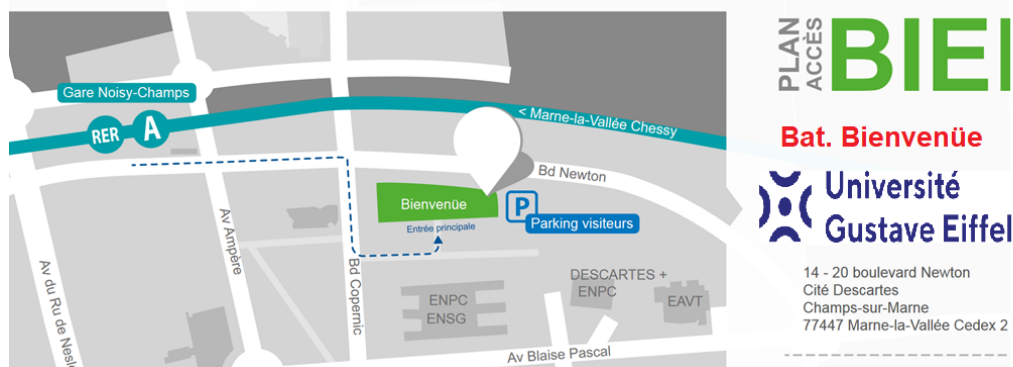 PLAN
ACCÈS
BIE
Bat. Bienvenüe
Université
Gustave Eiffel
14 - 20 boulevard Newton
Cité Descartes
Champs-sur-Marne
77447 Marne-la-Vallée Cedex 2
Gare Noisy-Champs
RER
A
< Marne-la-Vallée Chessy
Bd Newton
Bienvenüe
P
Parking visiteurs
Entrée principale
Av Ampère
Av du Ru de Nesle
Bd Copernic
DESCARTES +
ENPC
EAVT
ENPC
ENSG
Av Blaise Pascal